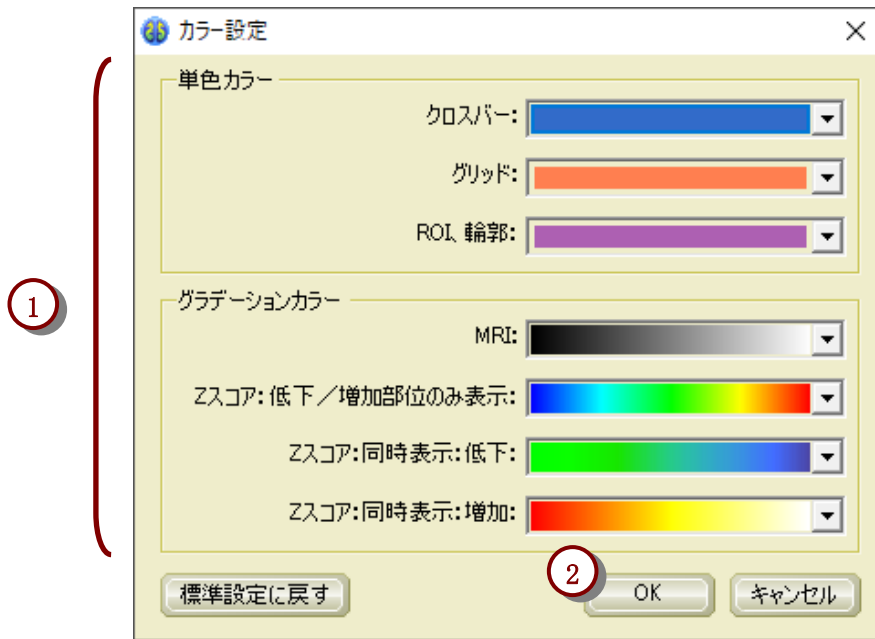 カラー設定
単色カラー
クロスバー:
グリッド:
ROI、輪郭:
1
グラデーションカラー
MRI:
Zスコア:低下／増加部位のみ表示:
Zスコア:同時表示:低下:
Zスコア:同時表示:増加:
2
標準設定に戻す
OK
キャンセル